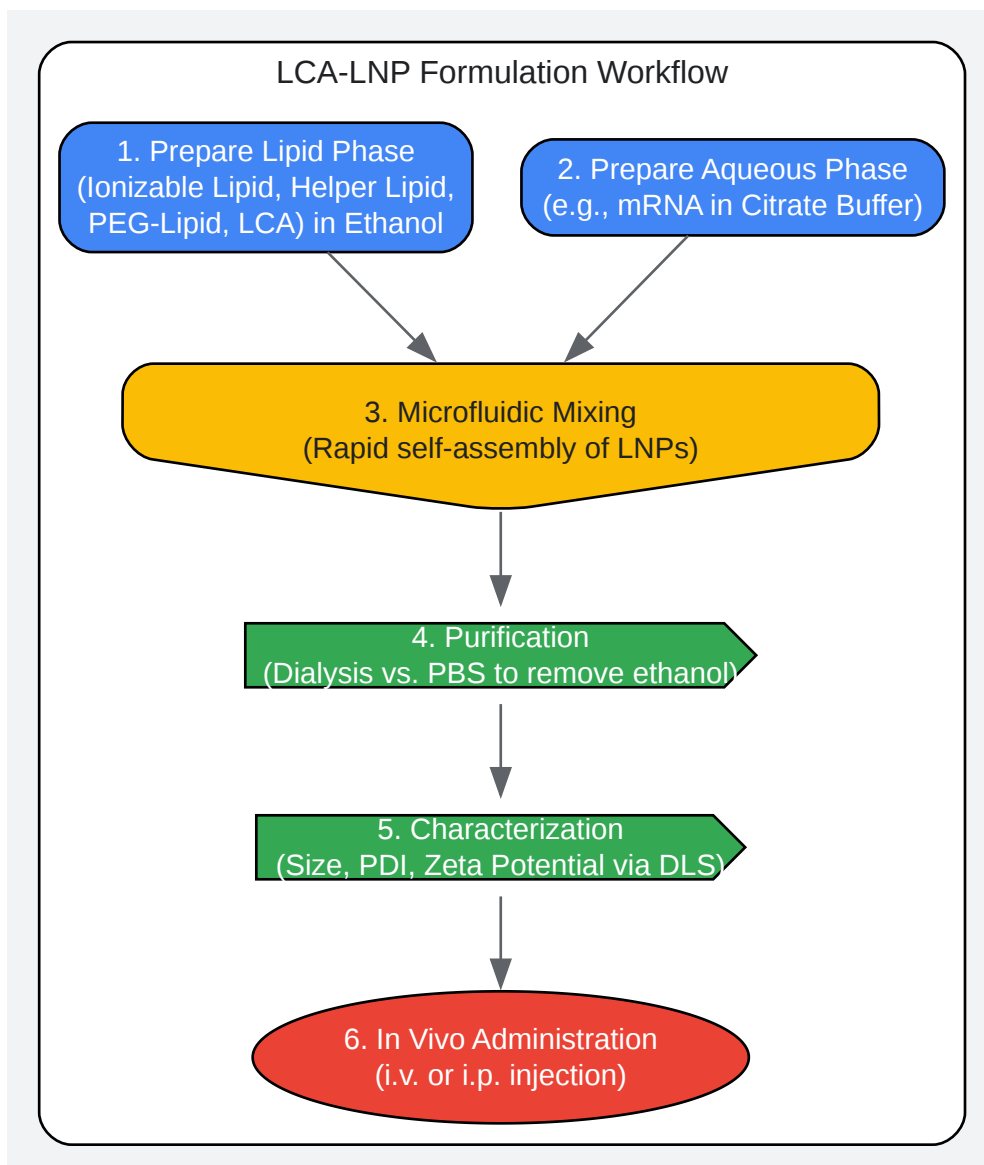 LCA-LNP Formulation Workflow
1. Prepare Lipid Phase
(Ionizable Lipid, Helper Lipid,
PEG-Lipid, LCA) in Ethanol
2. Prepare Aqueous Phase
(e.g., mRNA in Citrate Buffer)
3. Microfluidic Mixing
(Rapid self-assembly of LNPs)
4. Purification
(Dialysis vs. PBS to remove ethanol)
5. Characterization
(Size, PDI, Zeta Potential via DLS)
6. In Vivo Administration
(i.v. or i.p. injection)